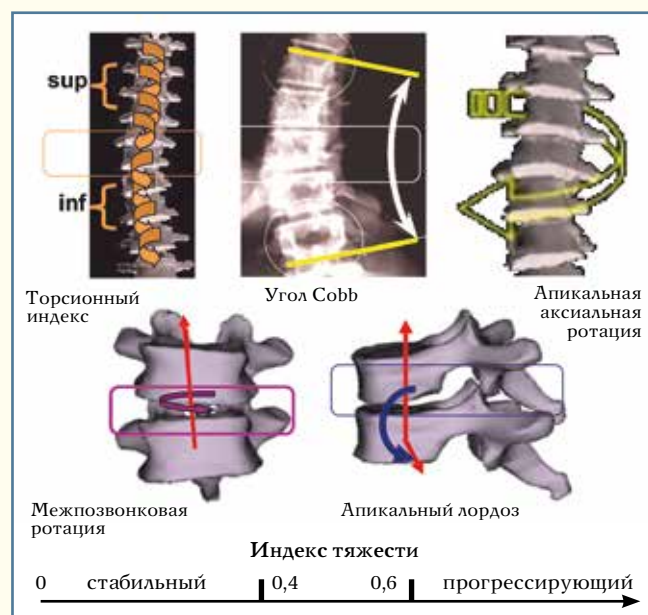 sup
inf
Торсионный
индекс
Угол Cobb
Апикальная
аксиальная
ротация
Межпозвонковая
ротация
Апикальный лордоз
Индекс тяжести
0 стабильный 0,4 0,6 прогрессирующий